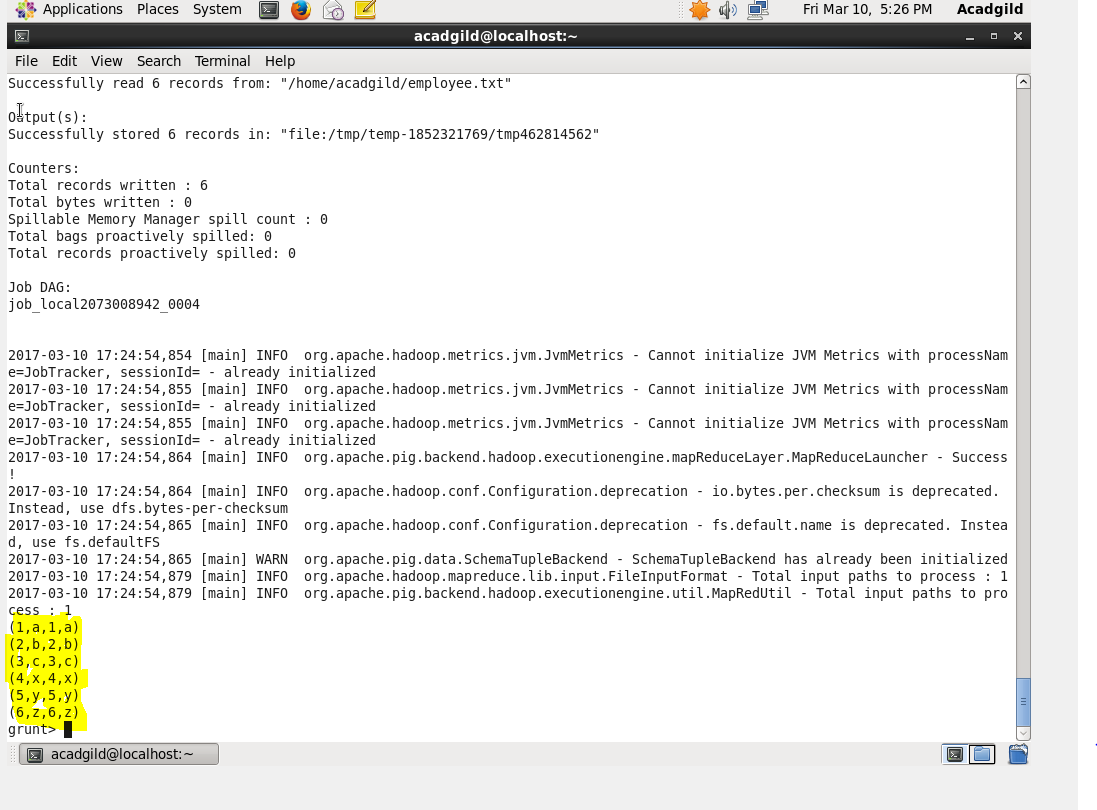 Applications Places System Fri Mar 10, 5:26 PM Acadgild
acadgild@localhost:~
File Edit View Search Terminal Help
Successfully read 6 records from: "/home/acadgild/employee.txt"
Output(s):
Successfully stored 6 records in: "file:/tmp/temp-1852321769/tmp462814562"
Counters:
Total records written : 6
Total bytes written : 0
Spillable Memory Manager spill count : 0
Total bags proactively spilled: 0
Total records proactively spilled: 0
Job DAG:
job_local2073008942_0004
2017-03-10 17:24:54,854 [main] INFO  org.apache.hadoop.metrics.jvm.JvmMetrics - Cannot initialize JVM Metrics with processNam
e=JobTracker, sessionId= - already initialized
2017-03-10 17:24:54,855 [main] INFO  org.apache.hadoop.metrics.jvm.JvmMetrics - Cannot initialize JVM Metrics with processNam
e=JobTracker, sessionId= - already initialized
2017-03-10 17:24:54,855 [main] INFO  org.apache.hadoop.metrics.jvm.JvmMetrics - Cannot initialize JVM Metrics with processNam
e=JobTracker, sessionId= - already initialized
2017-03-10 17:24:54,864 [main] INFO  org.apache.pig.backend.hadoop.executionengine.mapReduceLayer.MapReduceLauncher - Success
!
2017-03-10 17:24:54,864 [main] INFO  org.apache.hadoop.conf.Configuration.deprecation - io.bytes.per.checksum is deprecated.
Instead, use dfs.bytes-per-checksum
2017-03-10 17:24:54,865 [main] INFO  org.apache.hadoop.conf.Configuration.deprecation - fs.default.name is deprecated. Instea
d, use fs.defaultFS
2017-03-10 17:24:54,865 [main] WARN  org.apache.pig.data.SchemaTupleBackend - SchemaTupleBackend has already been initialized
2017-03-10 17:24:54,879 [main] INFO  org.apache.hadoop.mapreduce.lib.input.FileInputFormat - Total input paths to process : 1
2017-03-10 17:24:54,879 [main] INFO  org.apache.pig.backend.hadoop.executionengine.util.MapRedUtil - Total input paths to pro
cess : 1
(1,a,1,a)
(2,b,2,b)
(3,c,3,c)
(4,x,4,x)
(5,y,5,y)
(6,z,6,z)
grunt>
acadgild@localhost:~